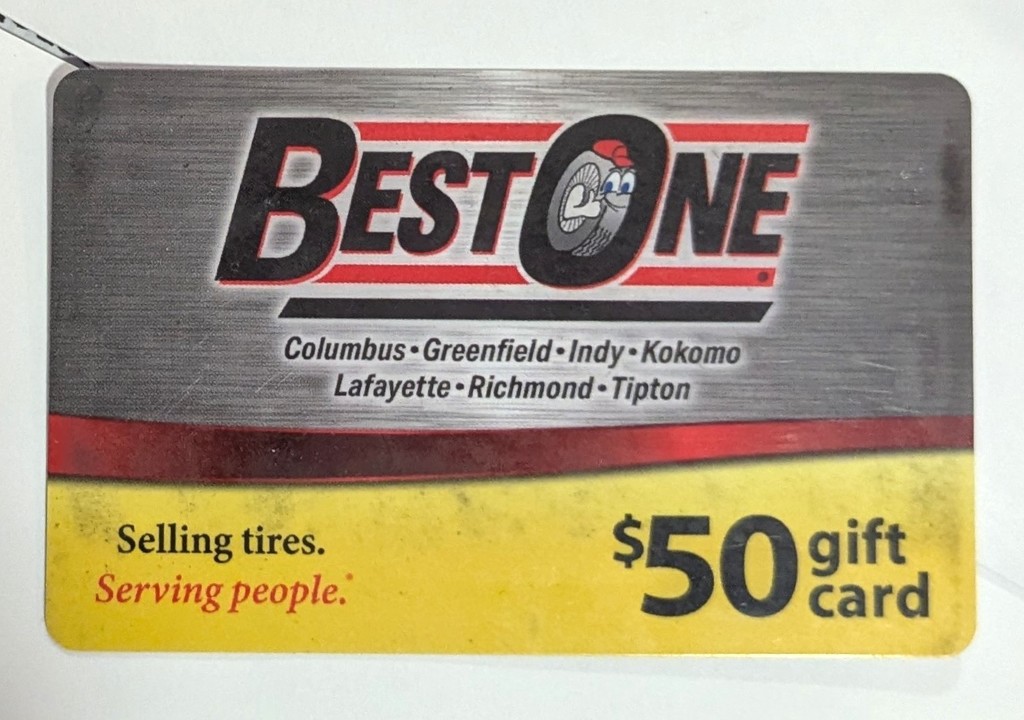 BESTONE
Columbus • Greenfield • Indy • Kokomo
Lafayette • Richmond • Tipton
Selling tires.
Serving people.®
$50 gift card